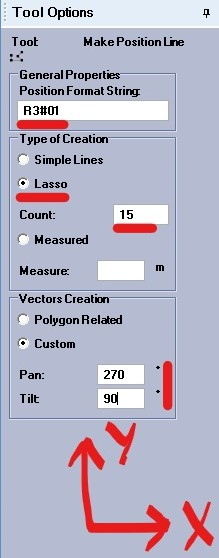 Tool Options
Tool: Make Position Line
General Properties
Position Format String:
R3#01
Type of Creation
Simple Lines
Lasso
Count: 15
Measured
Measure: m
Vectors Creation
Polygon Related
Custom
Pan: 270 °
Tilt: 90 °
Y
X